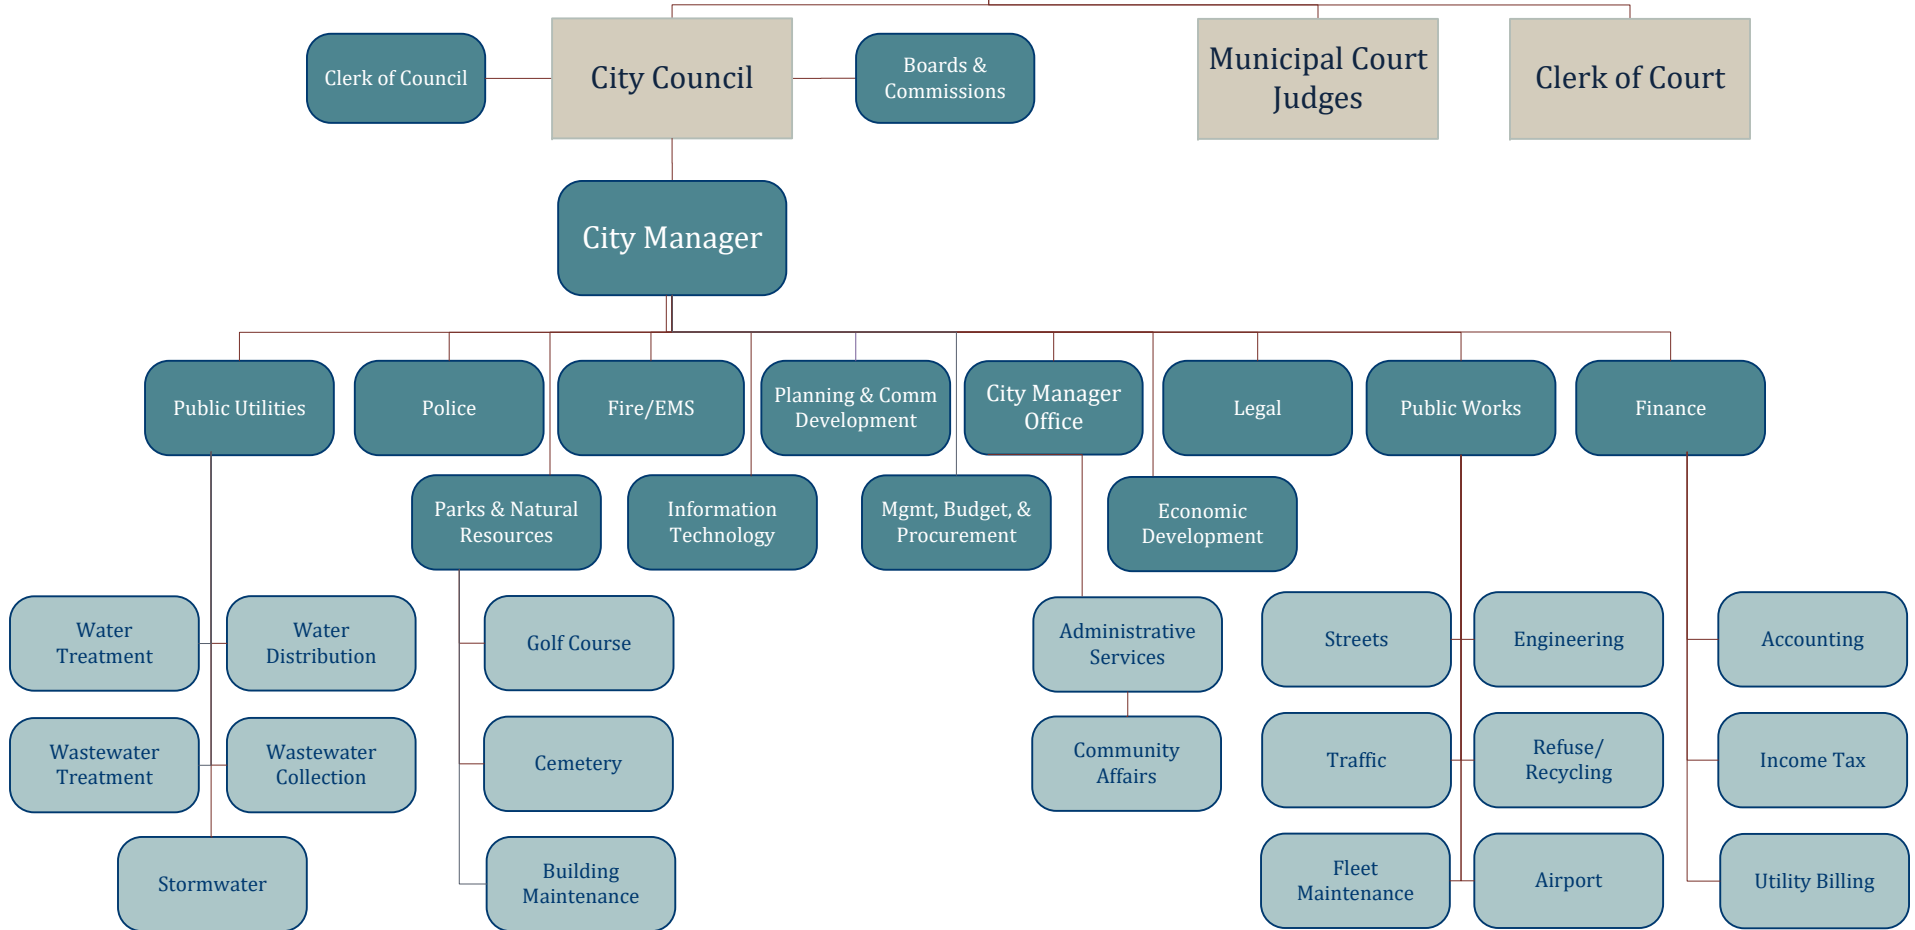 Clerk of Council
City Council
Boards &
Commissions
Municipal Court
Judges
Clerk of Court
City Manager
Public Utilities
Police
Fire/EMS
Planning & Comm
Development
City Manager
Office
Legal
Public Works
Finance
Parks & Natural
Resources
Information
Technology
Mgmt, Budget, &
Procurement
Economic
Development
Water
Treatment
Water
Distribution
Golf Course
Administrative
Services
Streets
Engineering
Accounting
Wastewater
Treatment
Wastewater
Collection
Cemetery
Community
Affairs
Traffic
Refuse/
Recycling
Income Tax
Stormwater
Building
Maintenance
Fleet
Maintenance
Airport
Utility Billing